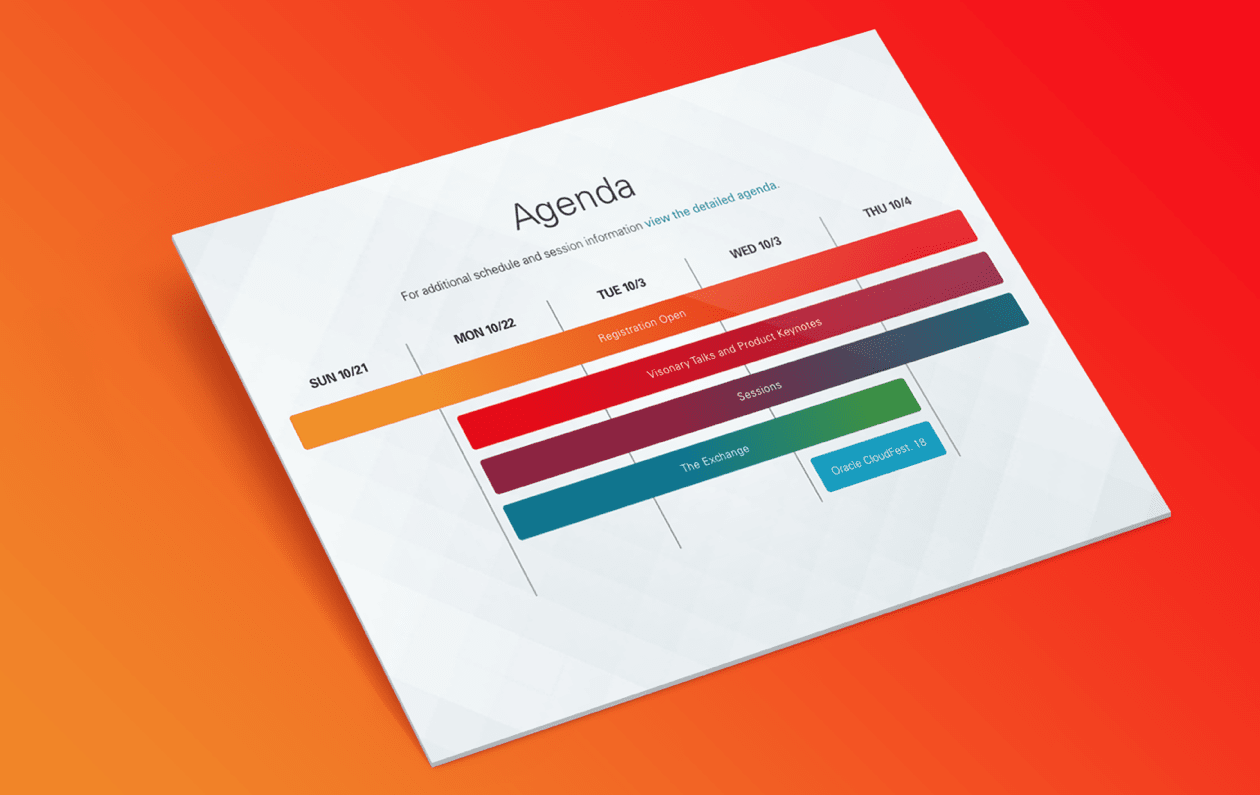 Agenda
For additional schedule and session information view the detailed agenda.
SUN 10/21
MON 10/22
TUE 10/3
WED 10/3
THU 10/4
Registration Open
Visonary Talks and Product Keynotes
Sessions
The Exchange
Oracle CloudFest. 18